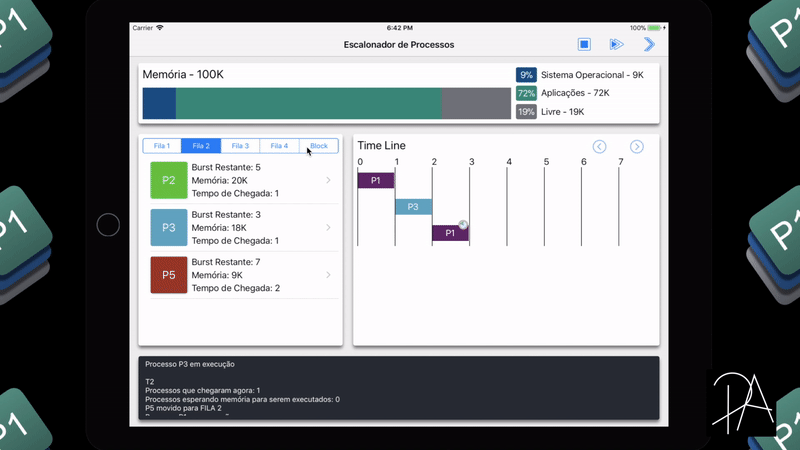 Carrier
6:42 PM
100%
Escalonador de Processos
Memória - 100K
9% Sistema Operacional - 9K
72% Aplicações - 72K
19% Livre - 19K
Fila 1 Fila 2 Fila 3 Fila 4 Block
P2
Burst Restante: 5
Memória: 20K
Tempo de Chegada: 1
P3
Burst Restante: 3
Memória: 18K
Tempo de Chegada: 1
P5
Burst Restante: 7
Memória: 9K
Tempo de Chegada: 2
Time Line
0 1 2 3 4 5 6 7
P1
P3
P1
Processo P3 em execução
T2
Processos que chegaram agora: 1
Processos esperando memória para serem executados: 0
P5 movido para FILA 2
P1
P1
P1
P1
P1
P1
PA